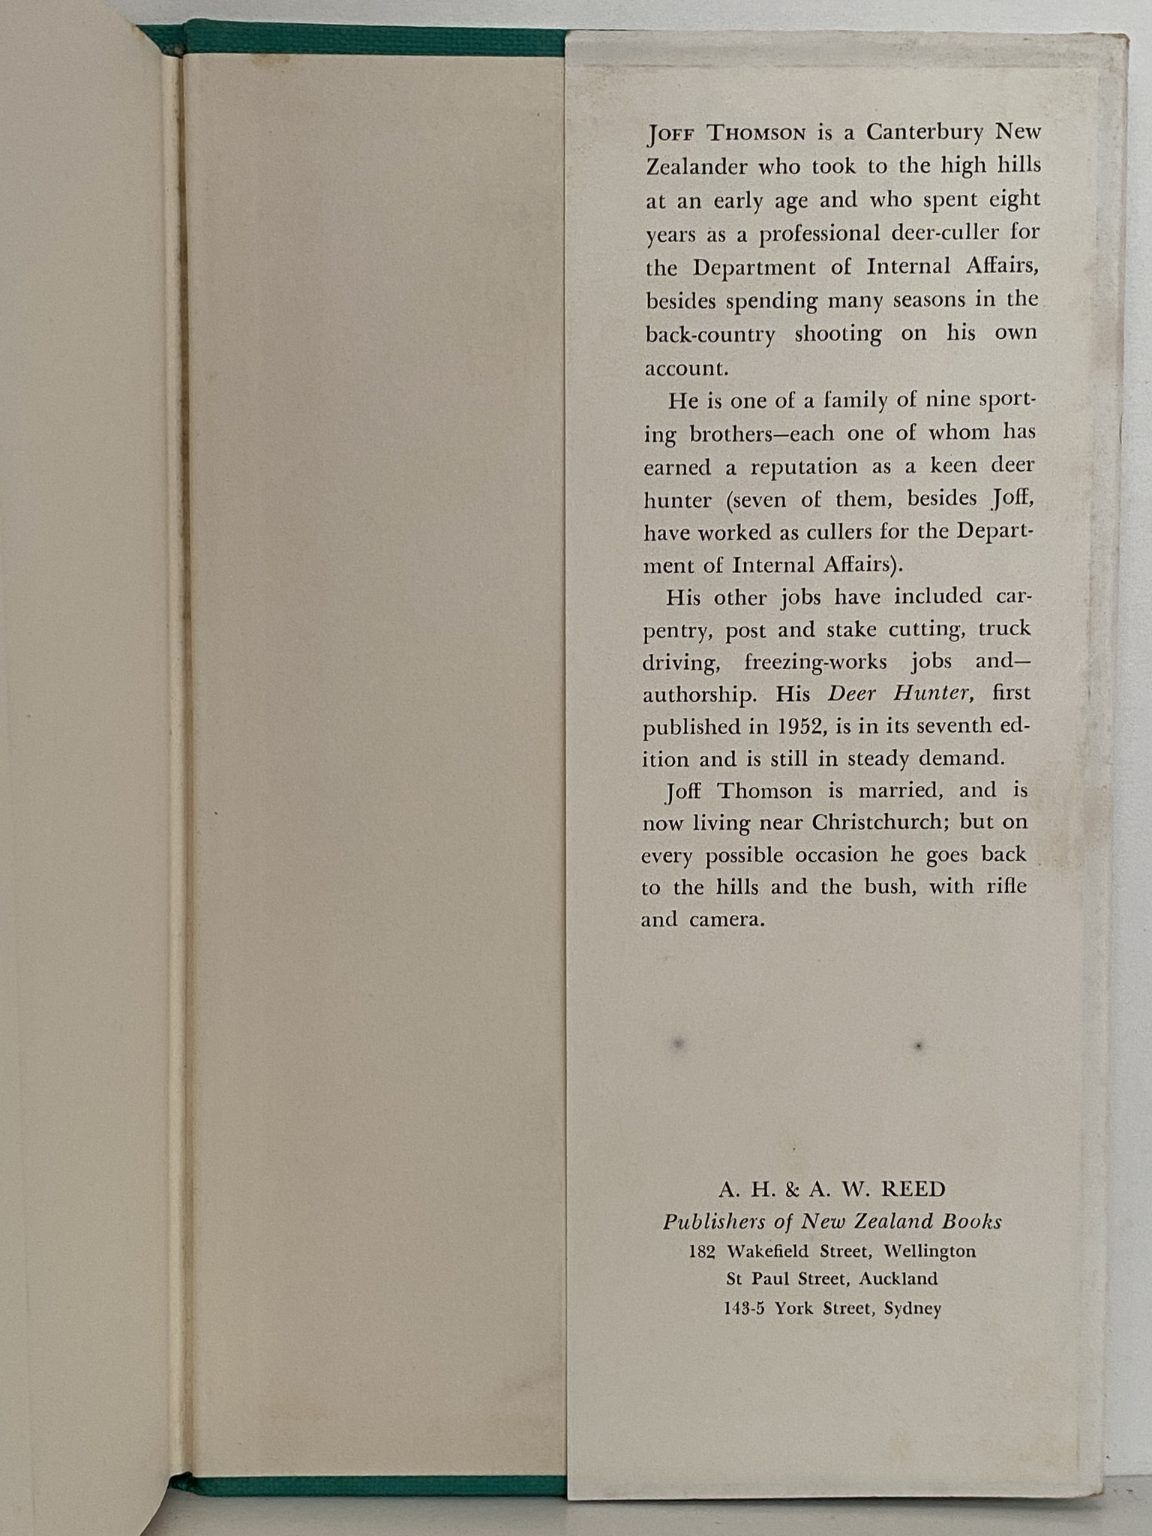 JOFF THOMSON is a Canterbury New
Zealander who took to the high hills
at an early age and who spent eight
years as a professional deer-culler for
the Department of Internal Affairs,
besides spending many seasons in the
back-country shooting on his own
account.
He is one of a family of nine sport-
ing brothers—each one of whom has
earned a reputation as a keen deer
hunter (seven of them, besides Joff,
have worked as cullers for the Depart-
ment of Internal Affairs).
His other jobs have included car-
pentry, post and stake cutting, truck
driving, freezing-works jobs and—
authorship. His Deer Hunter, first
published in 1952, is in its seventh ed-
ition and is still in steady demand.
Joff Thomson is married, and is
now living near Christchurch; but on
every possible occasion he goes back
to the hills and the bush, with rifle
and camera.
A. H. & A. W. REED
Publishers of New Zealand Books
182 Wakefield Street, Wellington
St Paul Street, Auckland
143-5 York Street, Sydney